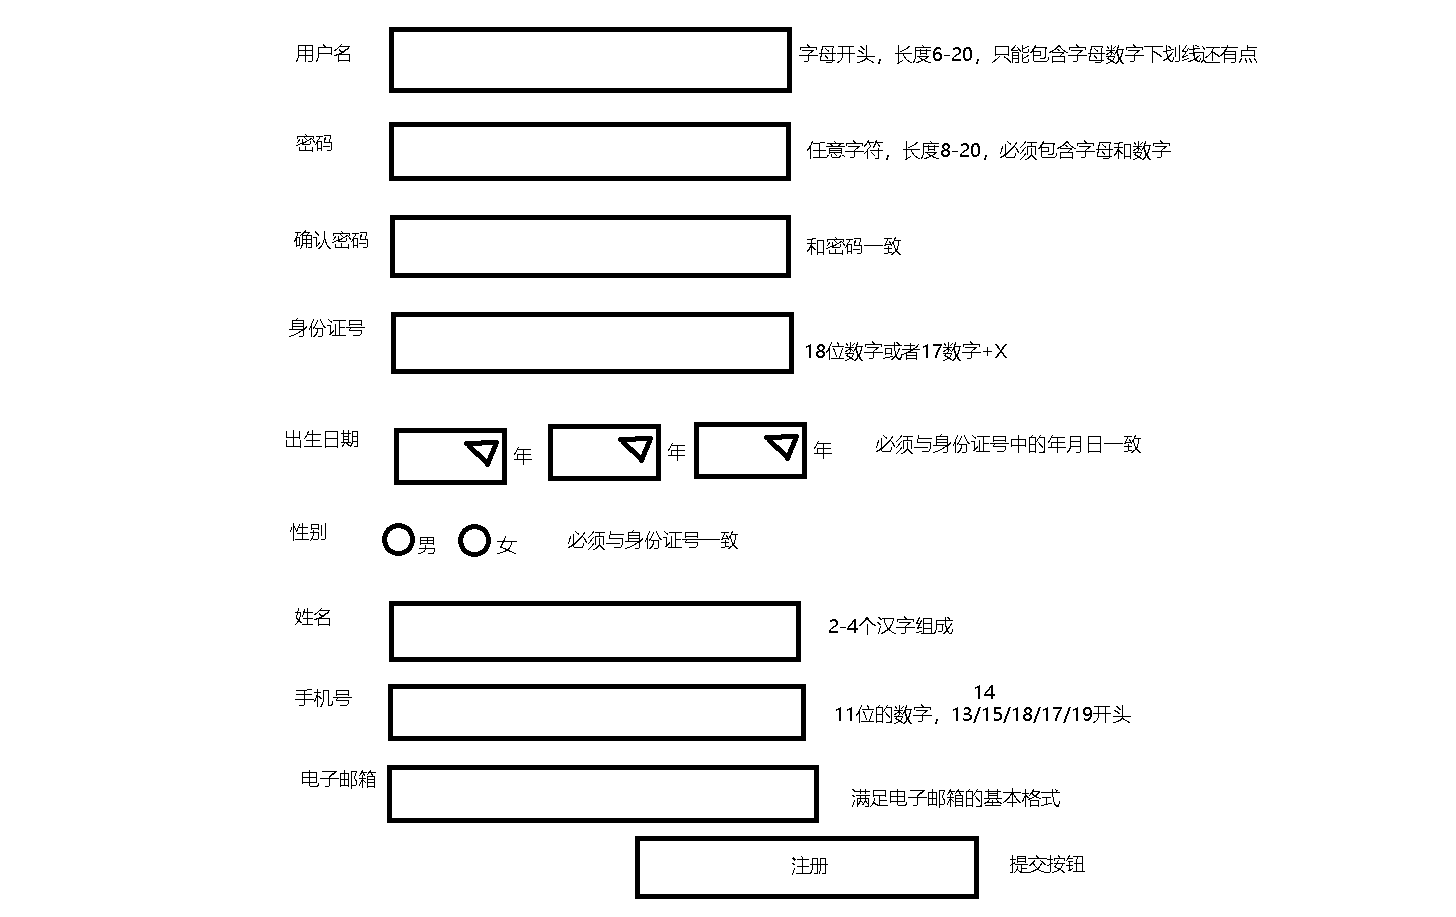 用户名 字母开头，长度6-20，只能包含字母数字下划线还有点
密码 任意字符，长度8-20，必须包含字母和数字
确认密码 和密码一致
身份证号 18位数字或者17数字+X
出生日期 年 年 年 必须与身份证号中的年月日一致
性别 男 女 必须与身份证号一致
姓名 2-4个汉字组成
14
手机号 11位的数字，13/15/18/17/19开头
电子邮箱 满足电子邮箱的基本格式
注册 提交按钮